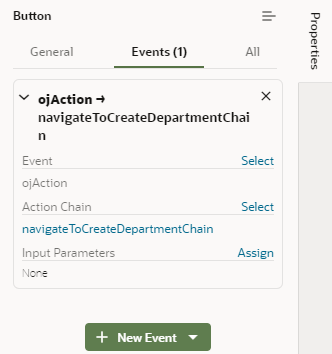 Button
General Events (1) All
Properties
ojAction →
navigateToCreateDepartmentChai
n
Event Select
ojAction
Action Chain Select
navigateToCreateDepartmentChain
Input Parameters Assign
None
+ New Event